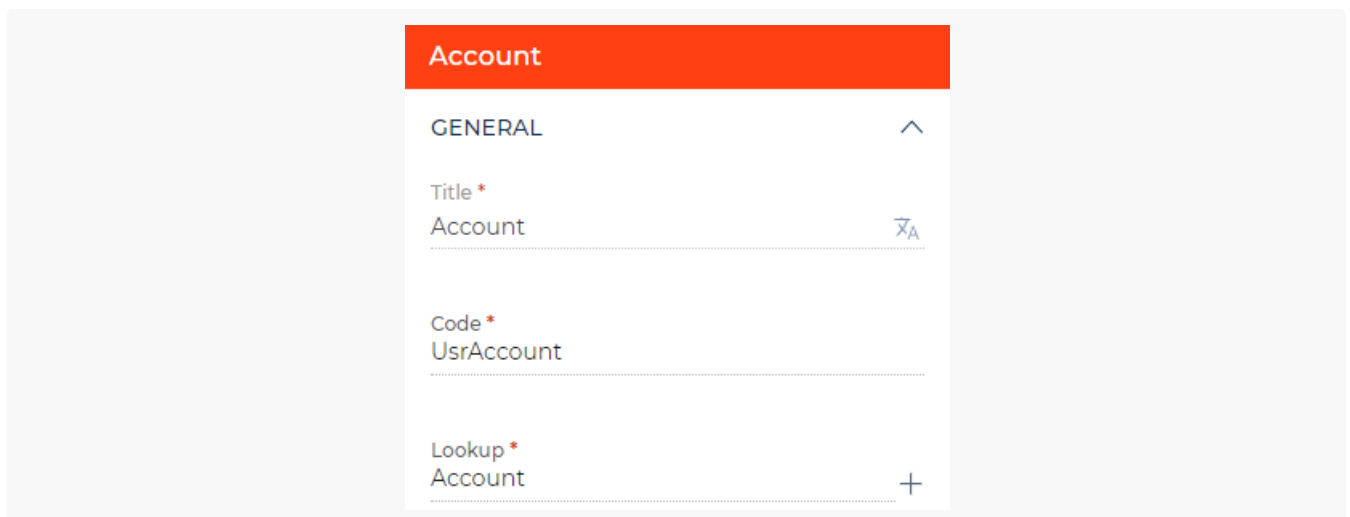 Account
GENERAL
Title *
Account
Code *
UsrAccount
Lookup *
Account